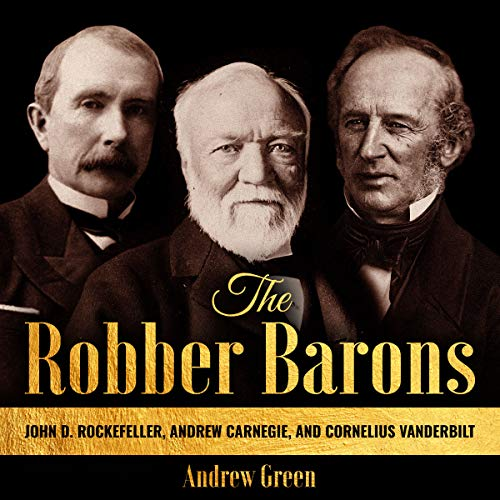 The
Robber Barons
JOHN D. ROCKEFELLER, ANDREW CARNEGIE, AND CORNELIUS VANDERBILT
Andrew Green